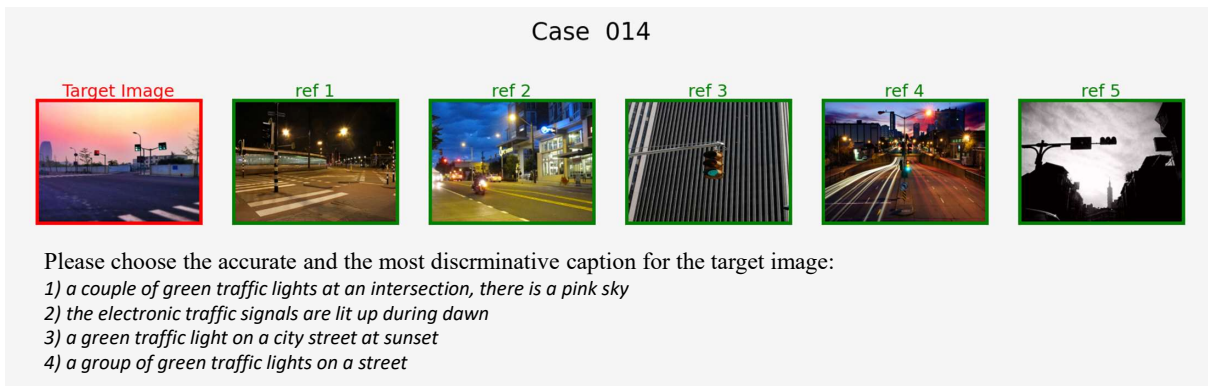 Case 014
Target Image
ref 1
ref 2
ref 3
ref 4
ref 5
Please choose the accurate and the most discrminative caption for the target image:
1) a couple of green traffic lights at an intersection, there is a pink sky
2) the electronic traffic signals are lit up during dawn
3) a green traffic light on a city street at sunset
4) a group of green traffic lights on a street